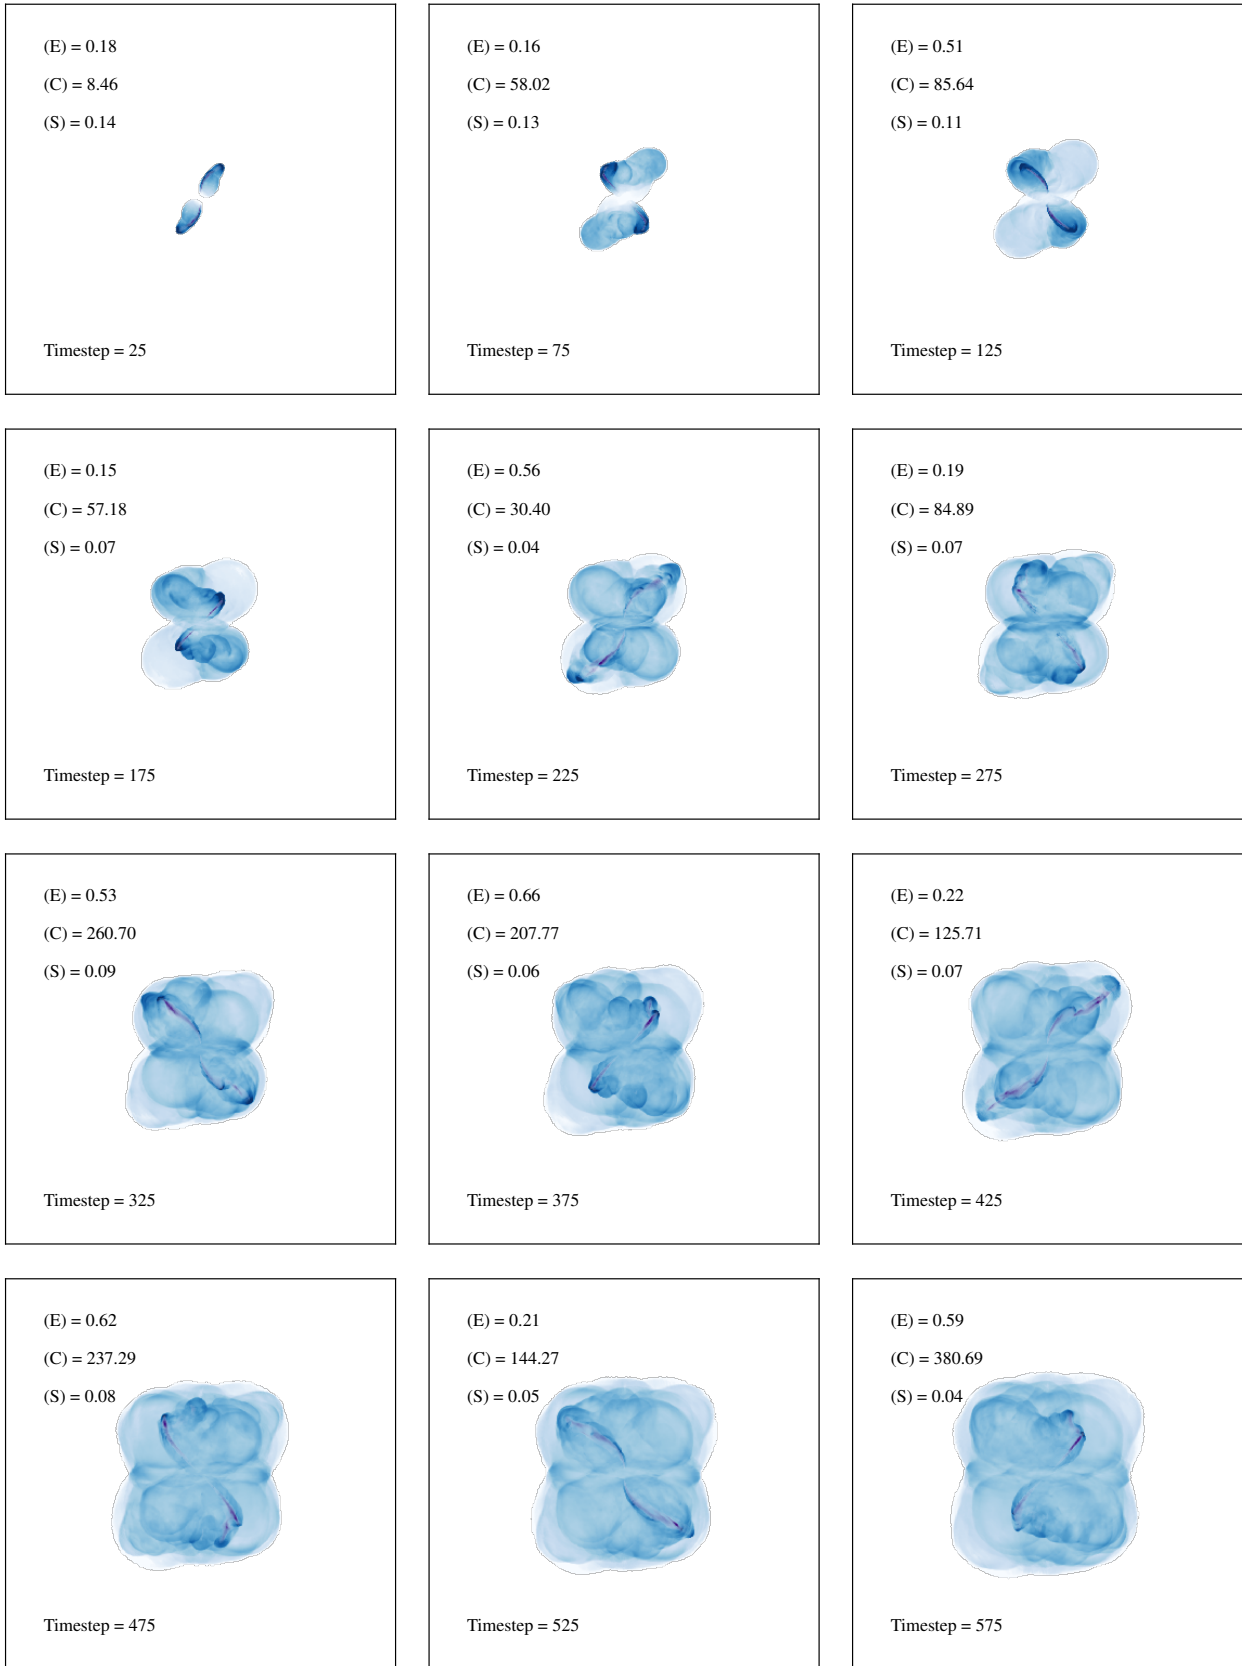 (E) = 0.18
(C) = 8.46
(S) = 0.14
Timestep = 25
(E) = 0.16
(C) = 58.02
(S) = 0.13
Timestep = 75
(E) = 0.51
(C) = 85.64
(S) = 0.11
Timestep = 125
(E) = 0.15
(C) = 57.18
(S) = 0.07
Timestep = 175
(E) = 0.56
(C) = 30.40
(S) = 0.04
Timestep = 225
(E) = 0.19
(C) = 84.89
(S) = 0.07
Timestep = 275
(E) = 0.53
(C) = 260.70
(S) = 0.09
Timestep = 325
(E) = 0.66
(C) = 207.77
(S) = 0.06
Timestep = 375
(E) = 0.22
(C) = 125.71
(S) = 0.07
Timestep = 425
(E) = 0.62
(C) = 237.29
(S) = 0.08
Timestep = 475
(E) = 0.21
(C) = 144.27
(S) = 0.05
Timestep = 525
(E) = 0.59
(C) = 380.69
(S) = 0.04
Timestep = 575